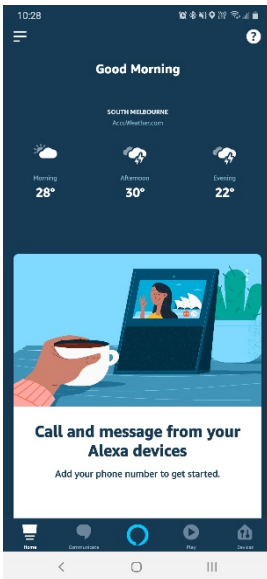 10:28
?
Good Morning
SOUTH MELBOURNE
AccuWeather.com
Morning
Afternoon
Evening
28°
30°
22°
Call and message from your
Alexa devices
Add your phone number to get started.
Home
Communicate
Play
Devices